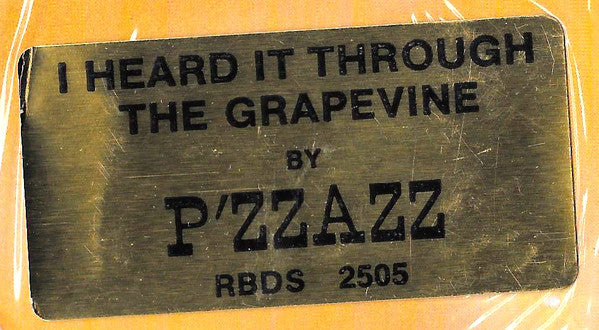 I HEARD IT THROUGH
THE GRAPEVINE
BY
P'ZZAZZ
RBDS 2505